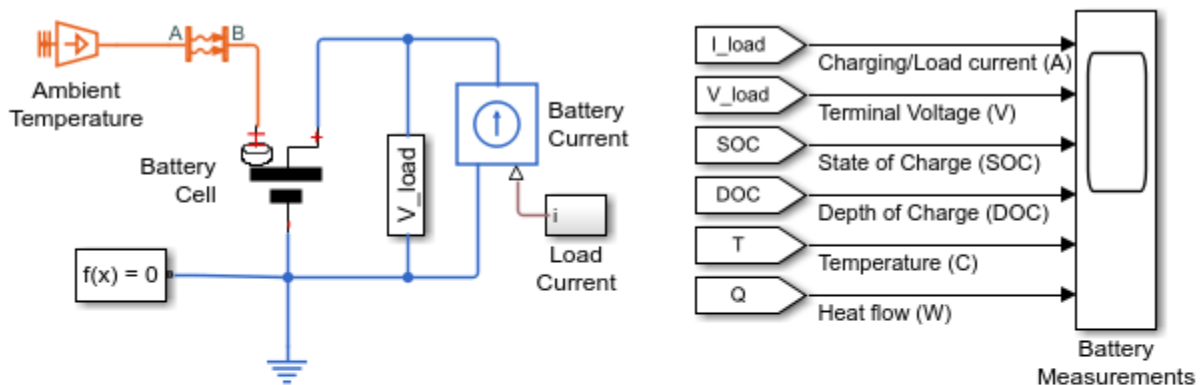 A
B
Ambient
Temperature
Battery
Cell
f(x) = 0
V_load
Battery
Current
i
Load
Current
I_load
Charging/Load current (A)
V_load
Terminal Voltage (V)
SOC
State of Charge (SOC)
DOC
Depth of Charge (DOC)
T
Temperature (C)
Q
Heat flow (W)
Battery
Measurements